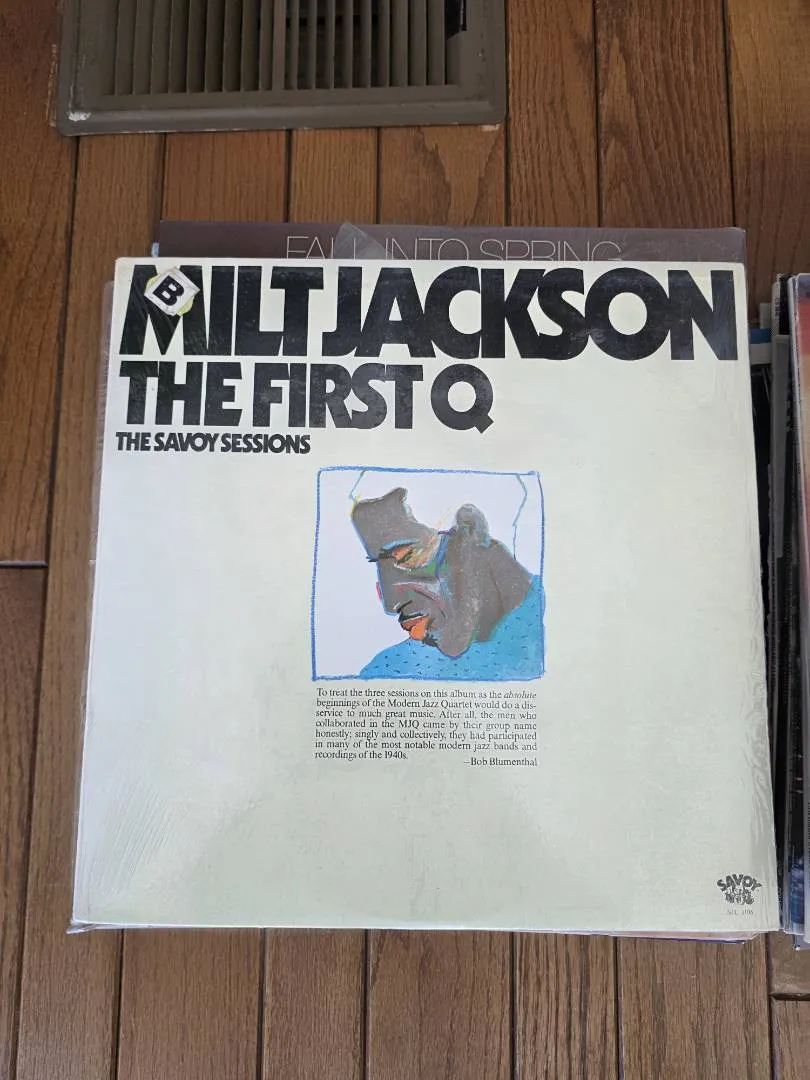 FALL INTO SPRING
B
MILT JACKSON
THE FIRST Q
THE SAVOY SESSIONS
To treat the three sessions on this album as the absolute
beginnings of the Modern Jazz Quartet would do a dis-
service to much great music. After all, the men who
collaborated in the MJQ came by their group name
honestly; singly and collectively, they had participated
in many of the most notable modern jazz bands and
recordings of the 1940s.
—Bob Blumenthal
SAVOY